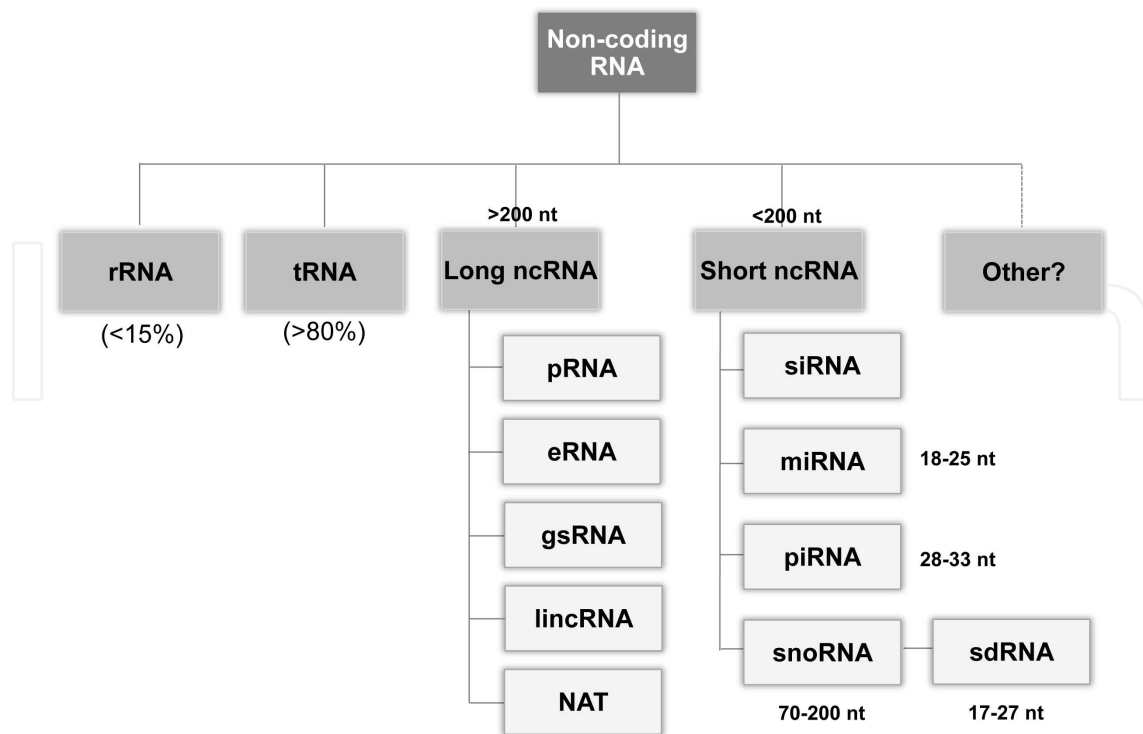 Non-coding
RNA
>200 nt
<200 nt
rRNA
tRNA
Long ncRNA
Short ncRNA
Other?
(<15%)
(>80%)
pRNA
siRNA
eRNA
miRNA
18-25 nt
gsRNA
piRNA
28-33 nt
lincRNA
snoRNA
sdRNA
NAT
70-200 nt
17-27 nt